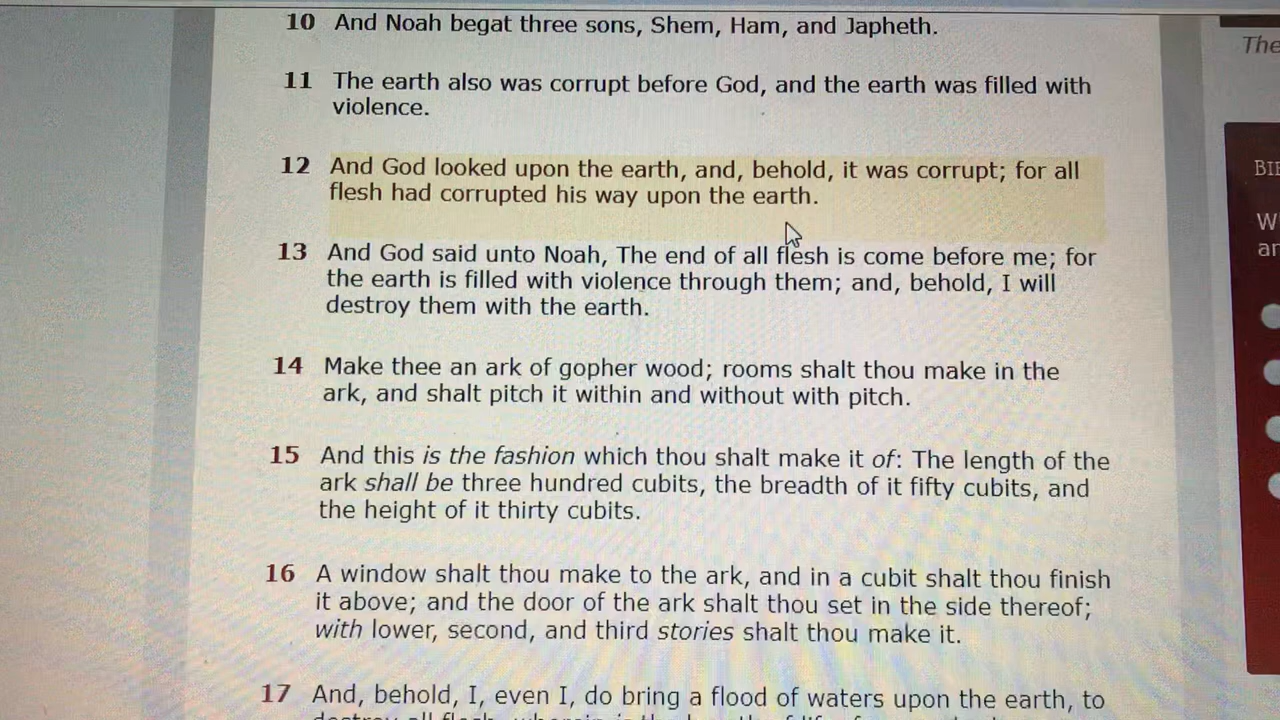 10 And Noah begat three sons, Shem, Ham, and Japheth.
11 The earth also was corrupt before God, and the earth was filled with
violence.
12 And God looked upon the earth, and, behold, it was corrupt; for all
flesh had corrupted his way upon the earth.
13 And God said unto Noah, The end of all flesh is come before me; for
the earth is filled with violence through them; and, behold, I will
destroy them with the earth.
14 Make thee an ark of gopher wood; rooms shalt thou make in the
ark, and shalt pitch it within and without with pitch.
15 And this is the fashion which thou shalt make it of: The length of the
ark shall be three hundred cubits, the breadth of it fifty cubits, and
the height of it thirty cubits.
16 A window shalt thou make to the ark, and in a cubit shalt thou finish
it above; and the door of the ark shalt thou set in the side thereof;
with lower, second, and third stories shalt thou make it.
17 And, behold, I, even I, do bring a flood of waters upon the earth, to
The